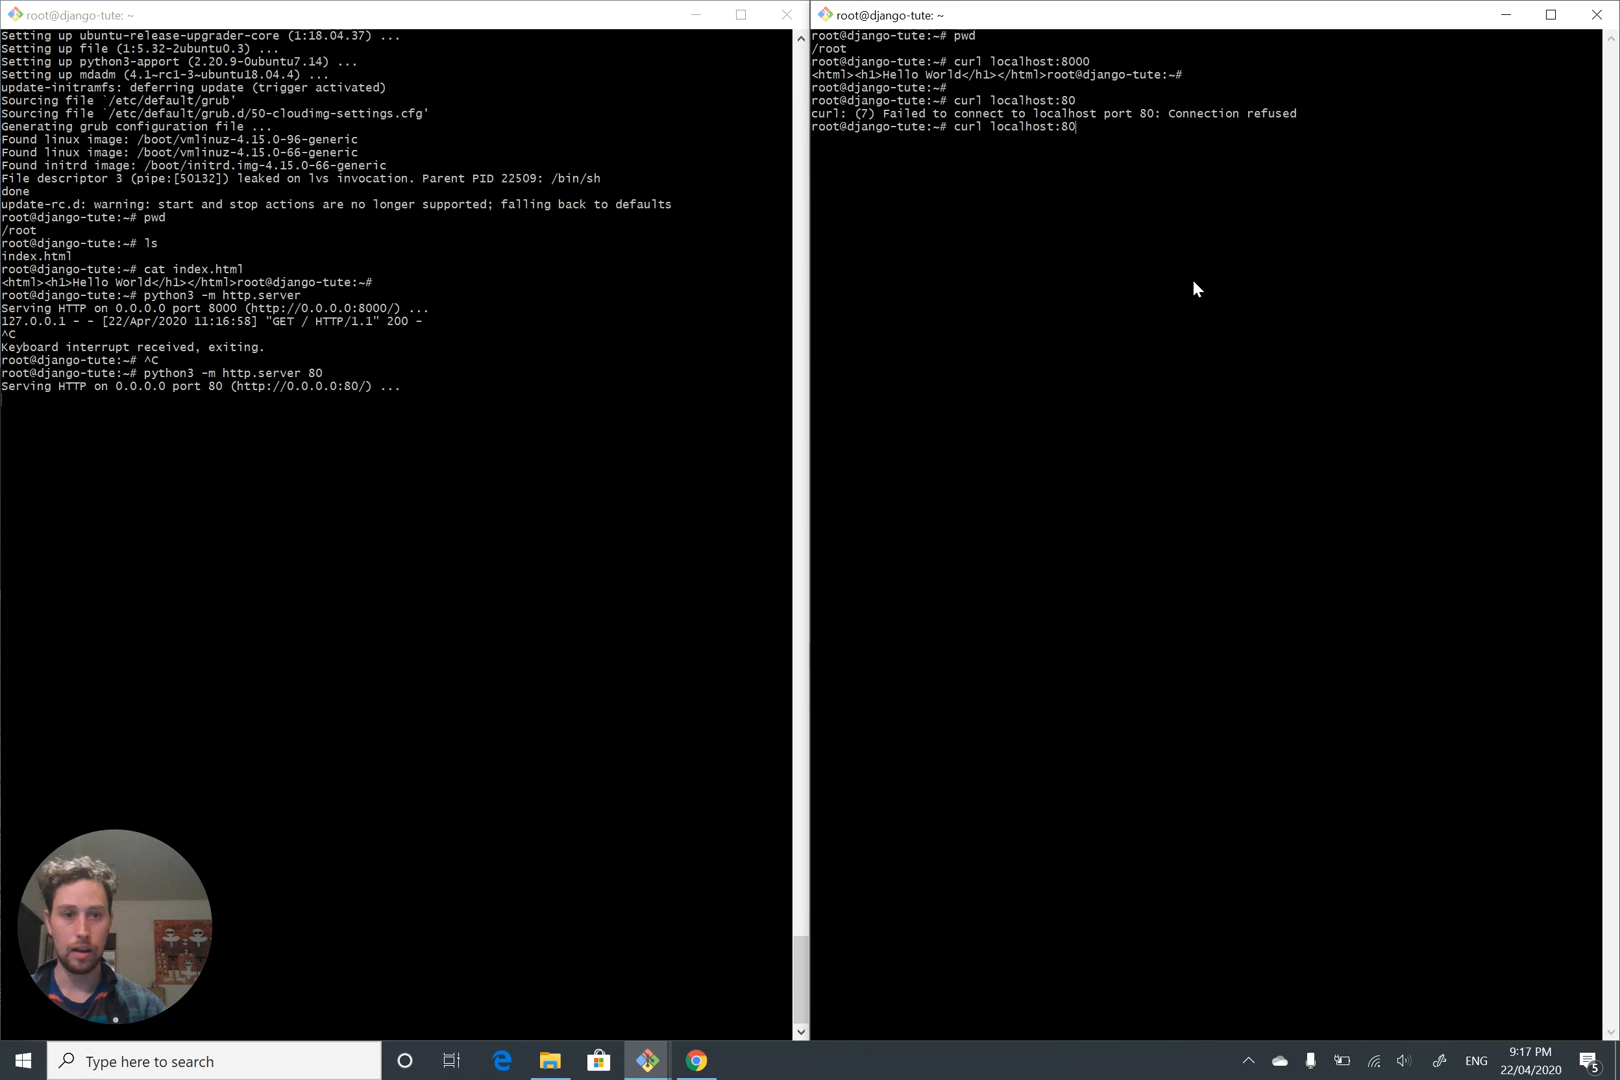 root@django-tute: ~
Setting up ubuntu-release-upgrader-core (1:18.04.37) ...
Setting up file (1:5.32-2ubuntu0.3) ...
Setting up python3-apport (2.20.9-0ubuntu7.14) ...
Setting up mdadm (4.1~rc1-3~ubuntu18.04.4) ...
update-initramfs: deferring update (trigger activated)
Sourcing file `/etc/default/grub'
Sourcing file `/etc/default/grub.d/50-cloudimg-settings.cfg'
Generating grub configuration file ...
Found linux image: /boot/vmlinuz-4.15.0-96-generic
Found linux image: /boot/vmlinuz-4.15.0-66-generic
Found initrd image: /boot/initrd.img-4.15.0-66-generic
File descriptor 3 (pipe:[50132]) leaked on lvs invocation. Parent PID 22509: /bin/sh
done
update-rc.d: warning: start and stop actions are no longer supported; falling back to defaults
root@django-tute:~# pwd
/root
root@django-tute:~# ls
index.html
root@django-tute:~# cat index.html
<html><h1>Hello World</h1></html>root@django-tute:~#
root@django-tute:~# python3 -m http.server
Serving HTTP on 0.0.0.0 port 8000 (http://0.0.0.0:8000/) ...
127.0.0.1 - - [22/Apr/2020 11:16:58] "GET / HTTP/1.1" 200 -
^C
Keyboard interrupt received, exiting.
root@django-tute:~# ^C
root@django-tute:~# python3 -m http.server 80
Serving HTTP on 0.0.0.0 port 80 (http://0.0.0.0:80/) ...
root@django-tute: ~
root@django-tute:~# pwd
/root
root@django-tute:~# curl localhost:8000
<html><h1>Hello World</h1></html>root@django-tute:~#
root@django-tute:~#
root@django-tute:~# curl localhost:80
curl: (7) Failed to connect to localhost port 80: Connection refused
root@django-tute:~# curl localhost:80
Type here to search
ENG
9:17 PM
22/04/2020
5